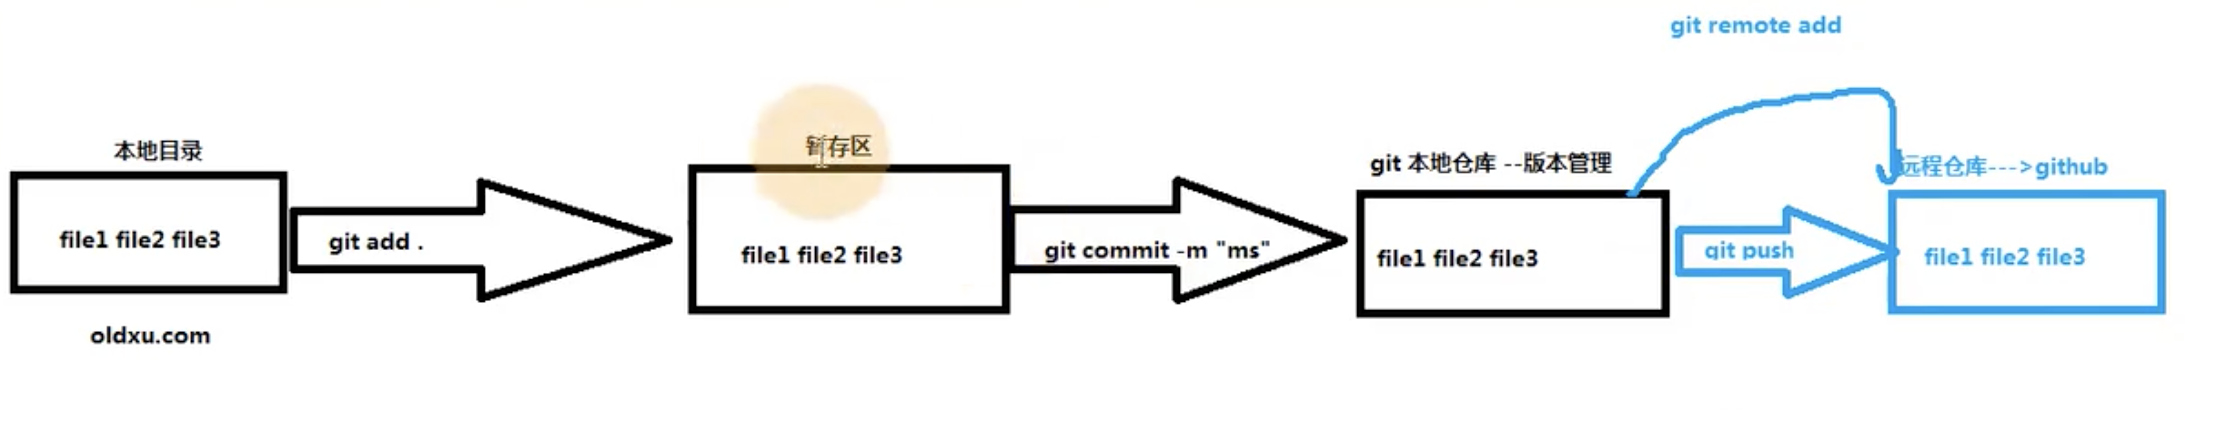 git remote add
本地目录
暂存区
git 本地仓库 --版本管理
远程仓库--->github
file1 file2 file3
git add .
file1 file2 file3
git commit -m "ms"
file1 file2 file3
git push
file1 file2 file3
oldxu.com